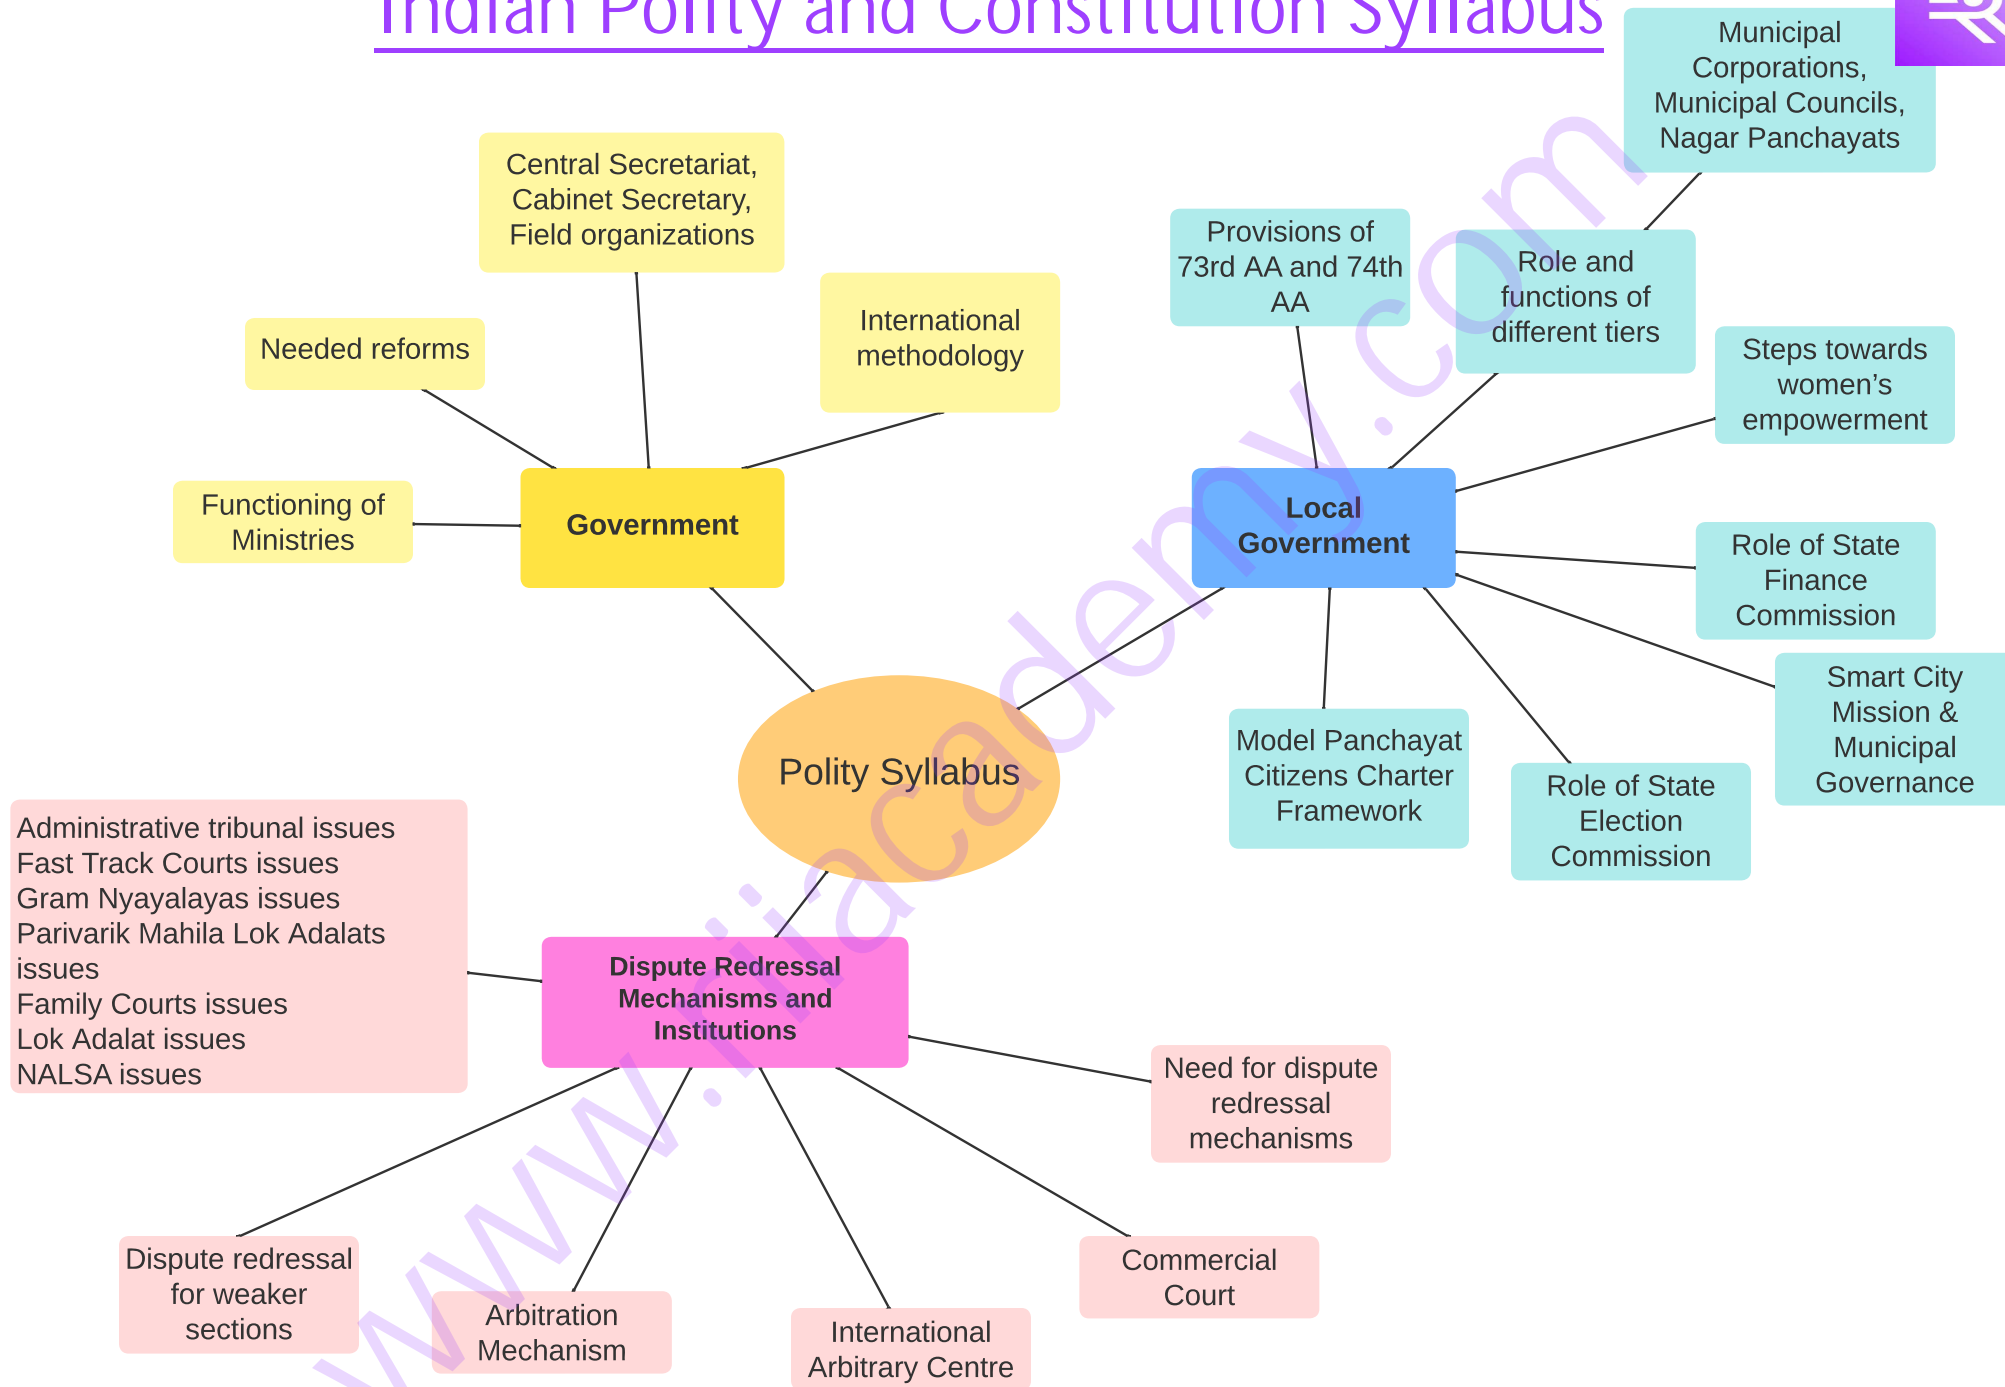 Indian Polity and Constitution Syllabus
Municipal
Corporations,
Municipal Councils,
Nagar Panchayats
Central Secretariat,
Cabinet Secretary,
Field organizations
Provisions of
73rd AA and 74th
AA
Role and
functions of
different tiers
International
methodology
Needed reforms
Steps towards
women’s
empowerment
Functioning of
Ministries
Government
Local
Government
Role of State
Finance
Commission
Smart City
Mission &
Municipal
Governance
Polity Syllabus
Model Panchayat
Citizens Charter
Framework
Role of State
Election
Commission
Administrative tribunal issues
Fast Track Courts issues
Gram Nyayalayas issues
Parivarik Mahila Lok Adalats
issues
Family Courts issues
Lok Adalat issues
NALSA issues
Dispute Redressal
Mechanisms and
Institutions
Need for dispute
redressal
mechanisms
Dispute redressal
for weaker
sections
Arbitration
Mechanism
International
Arbitrary Centre
Commercial
Court
www.niiacademy.com